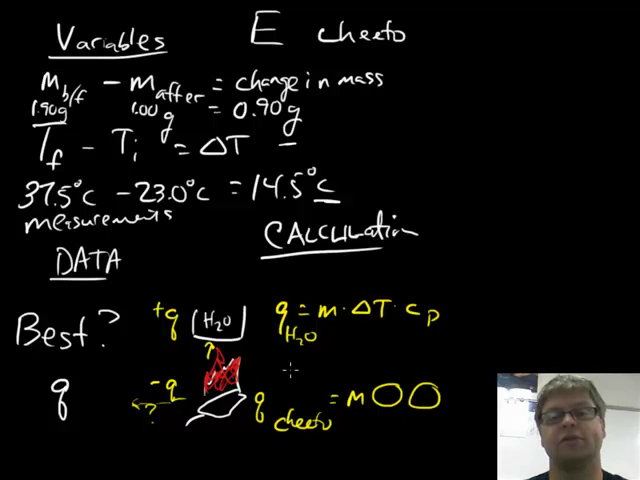 Variables E cheeto
m b/f – m after = change in mass
1.90g 1.00g = 0.90g
Tf – Ti = ΔT
37.5°C – 23.0°C = 14.5°C
measurements
CALCULation
DATA
Best? +q H2O q H2O = m · ΔT · Cp
q -q q cheeto = m
?